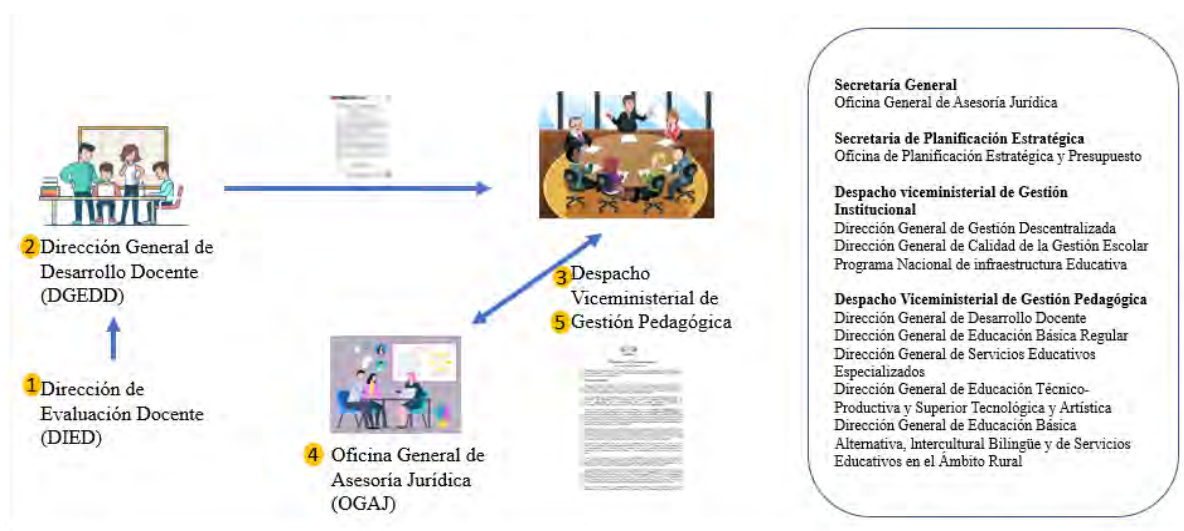 2 Dirección General de
Desarrollo Docente
(DGEDD)
1 Dirección de
Evaluación Docente
(DIED)
3 Despacho
Viceministerial de
5 Gestión Pedagógica
4 Oficina General de
Asesoría Jurídica
(OGAJ)
Secretaría General
Oficina General de Asesoría Jurídica
Secretaria de Planificación Estratégica
Oficina de Planificación Estratégica y Presupuesto
Despacho viceministerial de Gestión
Institucional
Dirección General de Gestión Descentralizada
Dirección General de Calidad de la Gestión Escolar
Programa Nacional de infraestructura Educativa
Despacho Viceministerial de Gestión Pedagógica
Dirección General de Desarrollo Docente
Dirección General de Educación Básica Regular
Dirección General de Servicios Educativos
Especializados
Dirección General de Educación Técnico-
Productiva y Superior Tecnológica y Artística
Dirección General de Educación Básica
Alternativa, Intercultural Bilingüe y de Servicios
Educativos en el Ámbito Rural